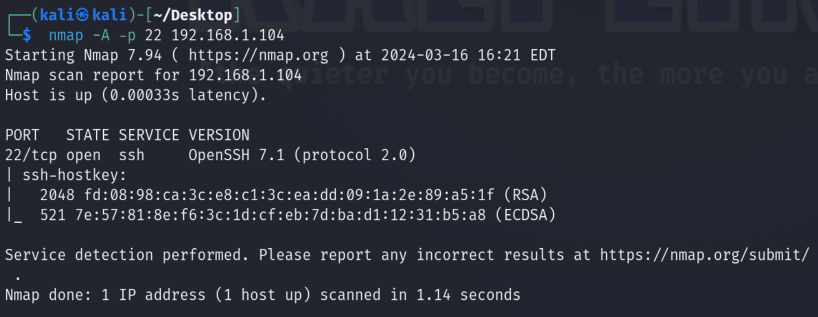 ┌──(kali㉿kali)-[~/Desktop]
└─$ nmap -A -p 22 192.168.1.104
Starting Nmap 7.94 ( https://nmap.org ) at 2024-03-16 16:21 EDT
Nmap scan report for 192.168.1.104
Host is up (0.00033s latency).
quieter you become, the more you a
PORT   STATE SERVICE VERSION
22/tcp open  ssh     OpenSSH 7.1 (protocol 2.0)
| ssh-hostkey:
|   2048 fd:08:98:ca:3c:e8:c1:3c:ea:dd:09:1a:2e:89:a5:1f (RSA)
|_  521 7e:57:81:8e:f6:3c:1d:cf:eb:7d:ba:d1:12:31:b5:a8 (ECDSA)
Service detection performed. Please report any incorrect results at https://nmap.org/submit/
.
Nmap done: 1 IP address (1 host up) scanned in 1.14 seconds